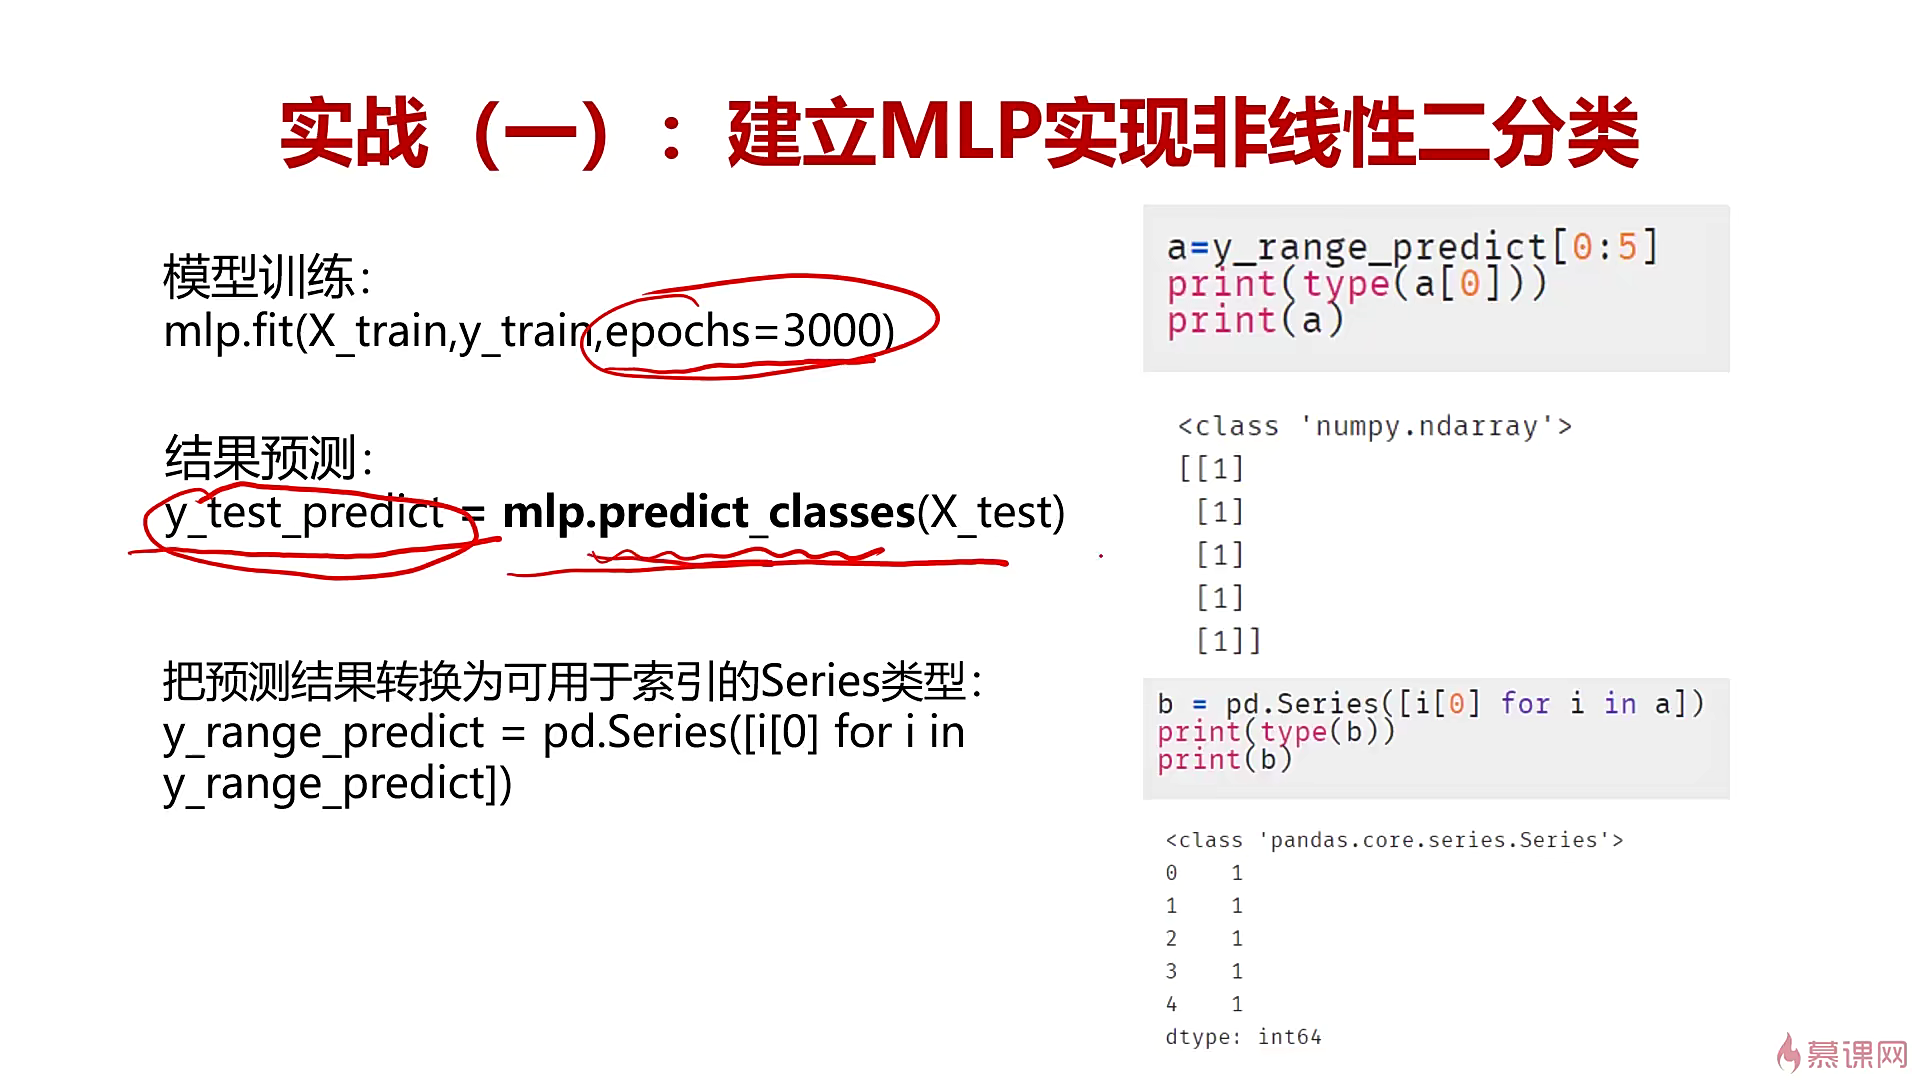 实战（一）：建立MLP实现非线性二分类
模型训练：
mlp.fit(X_train,y_train,epochs=3000)
结果预测：
y_test_predict = mlp.predict_classes(X_test)
把预测结果转换为可用于索引的Series类型：
y_range_predict = pd.Series([i[0] for i in
y_range_predict])
a=y_range_predict[0:5]
print(type(a[0]))
print(a)
<class 'numpy.ndarray'>
[[1]
[1]
[1]
[1]
[1]]
b = pd.Series([i[0] for i in a])
print(type(b))
print(b)
<class 'pandas.core.series.Series'>
0 1
1 1
2 1
3 1
4 1
dtype: int64
慕课网